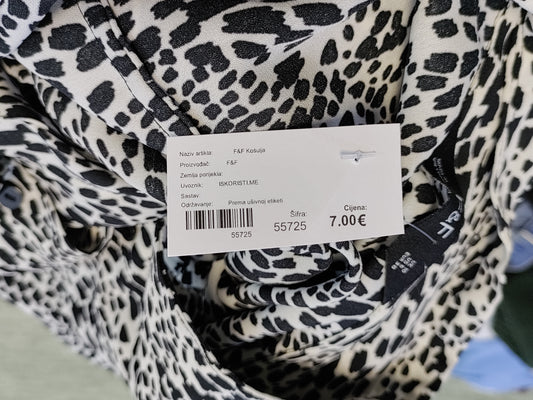 Naziv artikla: F&F Košulja
Proizvođač: F&F
Zemlja porijekla:
Uvoznik: ISKORISTI.ME
Sastav:
Održavanje: Prema ušivnoj etiketi
Šifra: Cijena:
55725 55725 7.00€
F&F